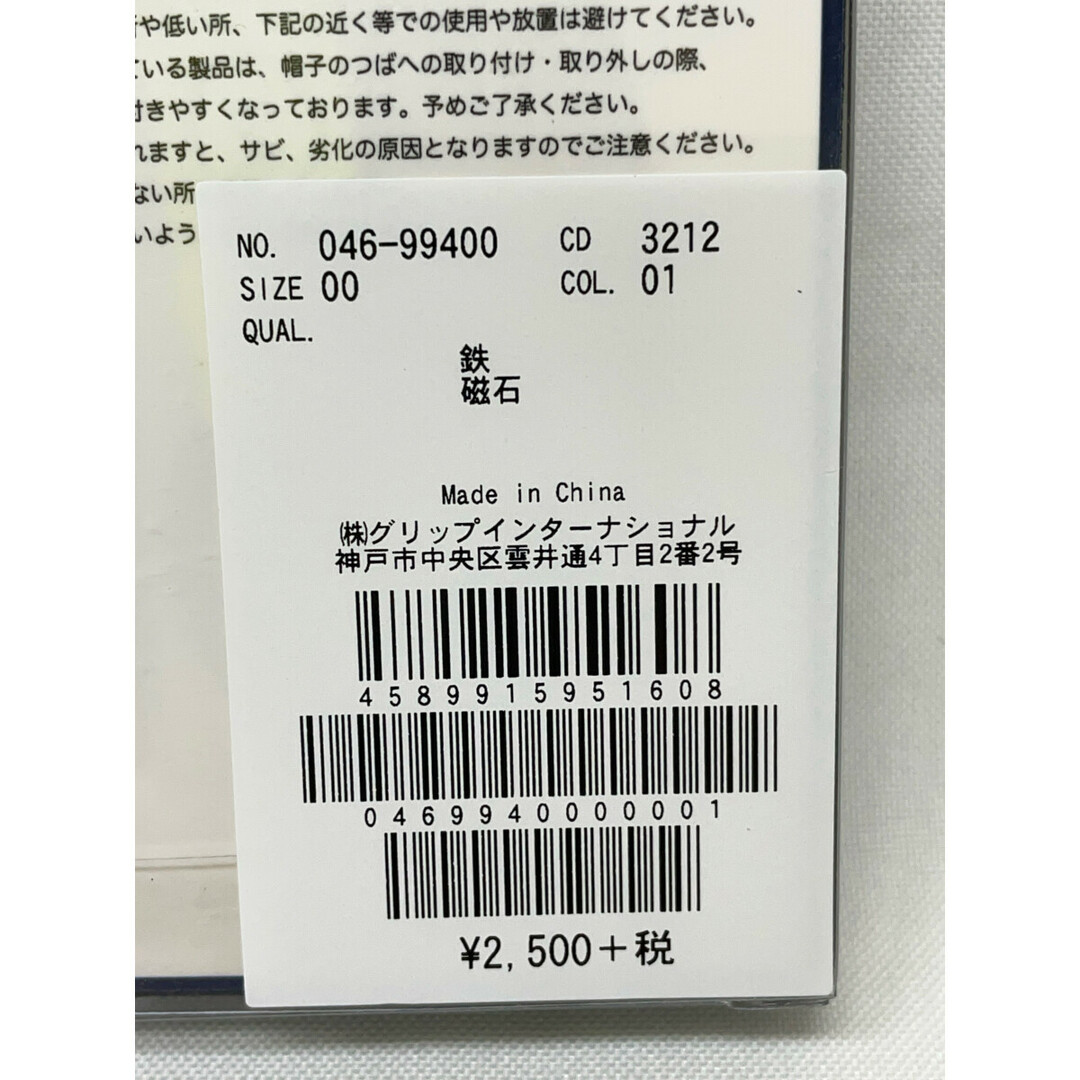 や低い所、下記の近く等での使用や放置は避けてください。
ている製品は、帽子のつばへの取り付け・取り外しの際、
付きやすくなっております。予めご了承ください。
れますと、サビ、劣化の原因となりますのでご注意ください。
ない所
いよう
NO. 046-99400 CD 3212
SIZE 00 COL. 01
QUAL.
鉄
磁石
Made in China
㈱グリップインターナショナル
神戸市中央区雲井通4丁目2番2号
4589915951608
0469940000001
¥2,500+税